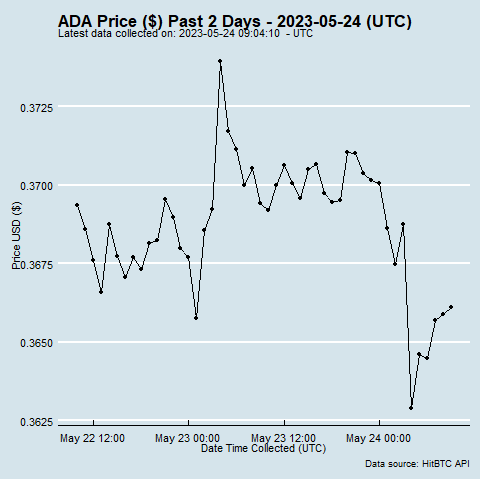 ADA Price ($) Past 2 Days - 2023-05-24 (UTC)
Latest data collected on: 2023-05-24 09:04:10  - UTC
Price USD ($)
0.3725
0.3700
0.3675
0.3650
0.3625
May 22 12:00
May 23 00:00
May 23 12:00
May 24 00:00
Date Time Collected (UTC)
Data source: HitBTC API